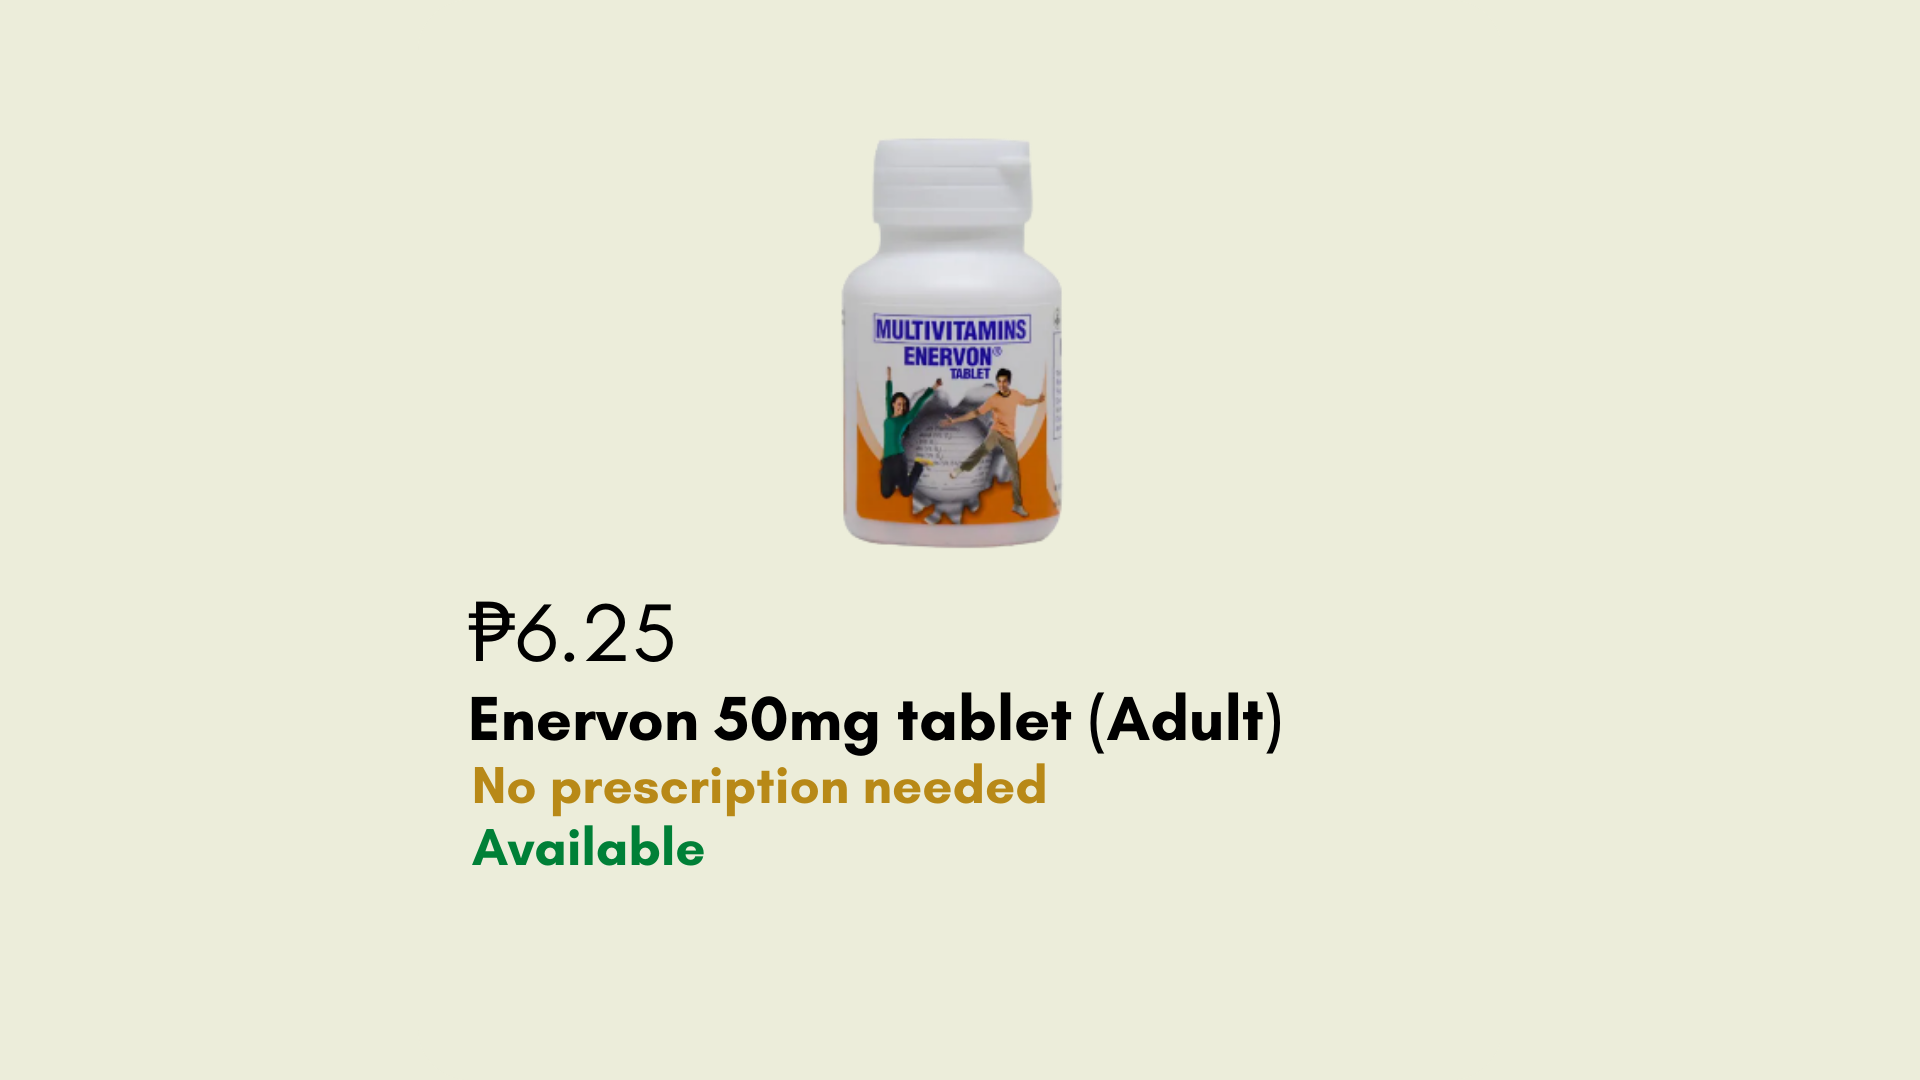 MULTIVITAMINS
ENERVON®
TABLET
₱6.25
Enervon 50mg tablet (Adult)
No prescription needed
Available